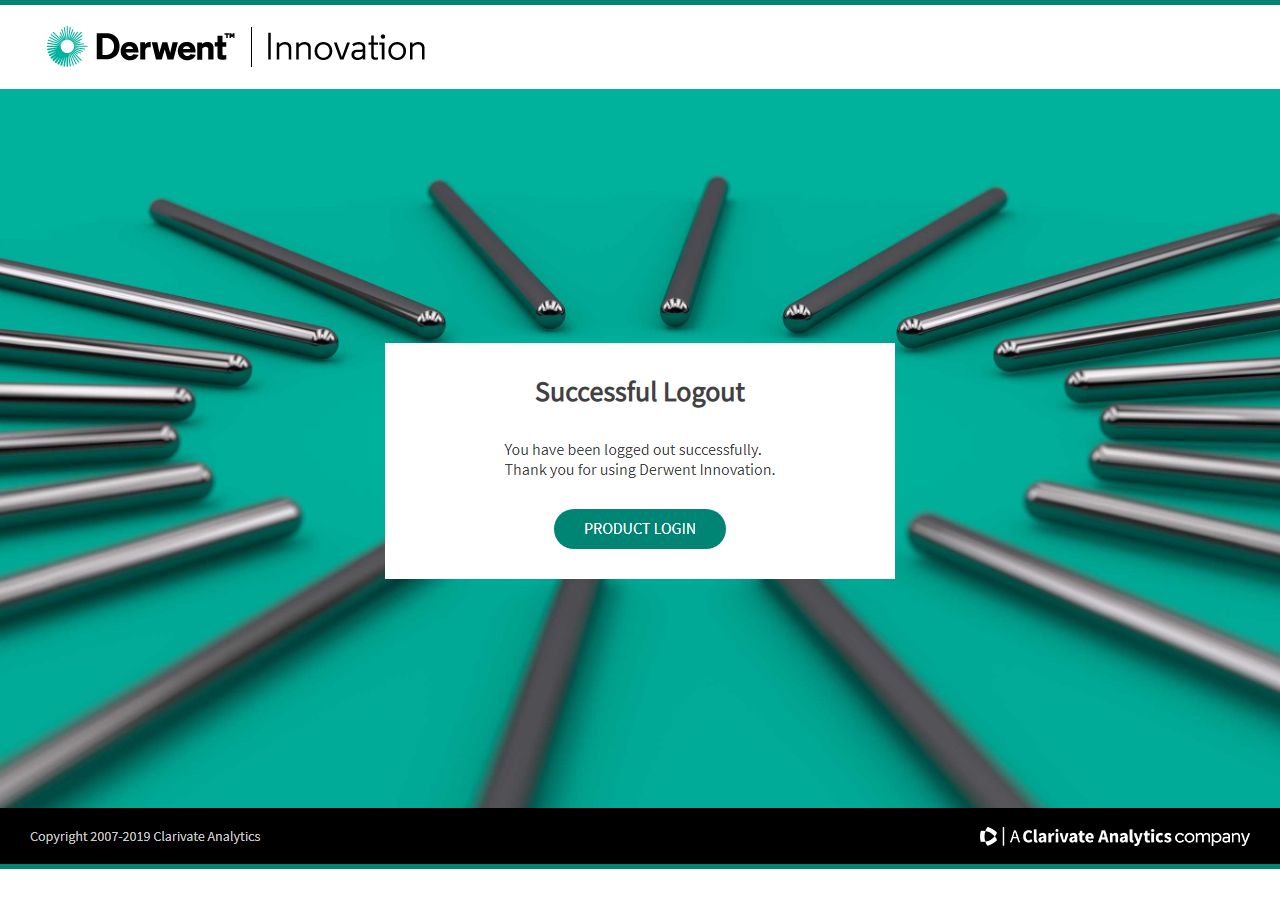 Derwent™ Innovation
Successful Logout
You have been logged out successfully.
Thank you for using Derwent Innovation.
PRODUCT LOGIN
Copyright 2007-2019 Clarivate Analytics
A Clarivate Analytics company